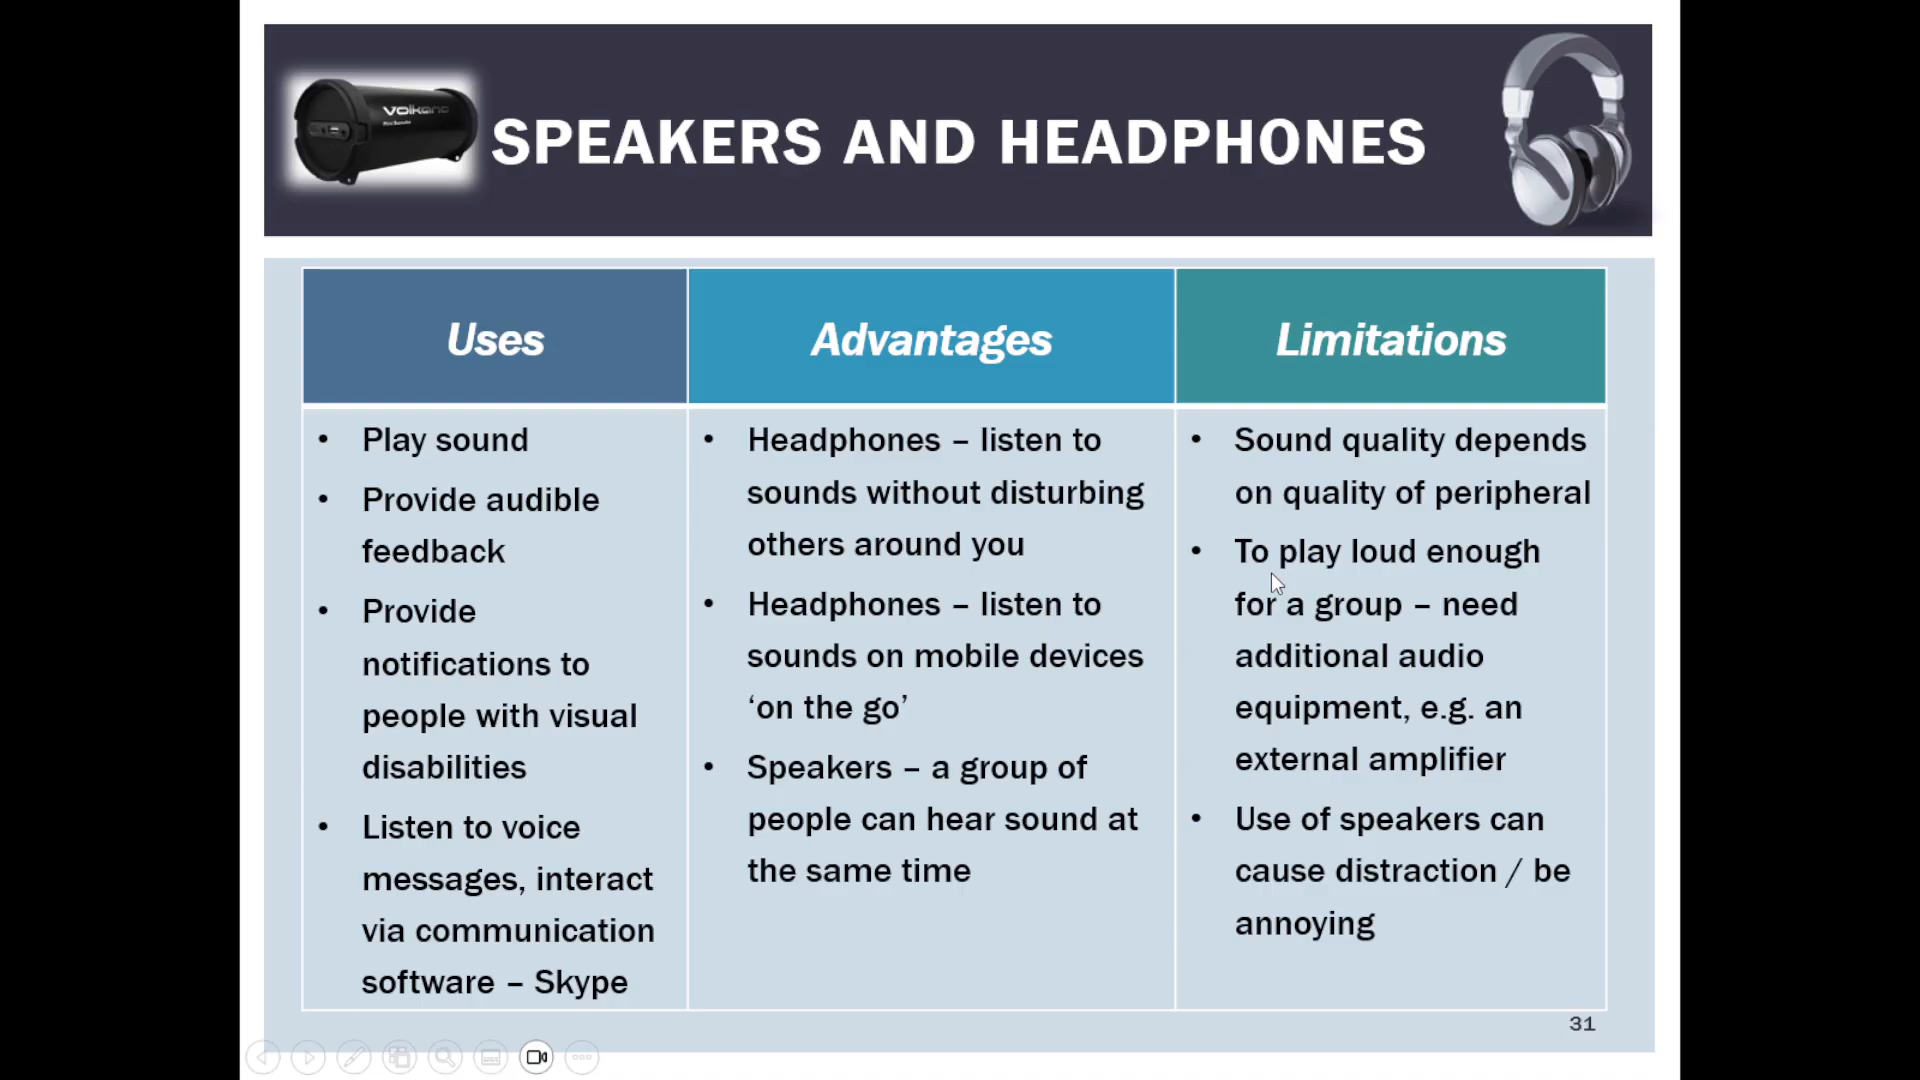 Volkano
SPEAKERS AND HEADPHONES
Uses
Advantages
Limitations
• Play sound
• Provide audible
feedback
• Provide
notifications to
people with visual
disabilities
• Listen to voice
messages, interact
via communication
software – Skype
• Headphones – listen to
sounds without disturbing
others around you
• Headphones – listen to
sounds on mobile devices
‘on the go’
• Speakers – a group of
people can hear sound at
the same time
• Sound quality depends
on quality of peripheral
• To play loud enough
for a group – need
additional audio
equipment, e.g. an
external amplifier
• Use of speakers can
cause distraction / be
annoying
31